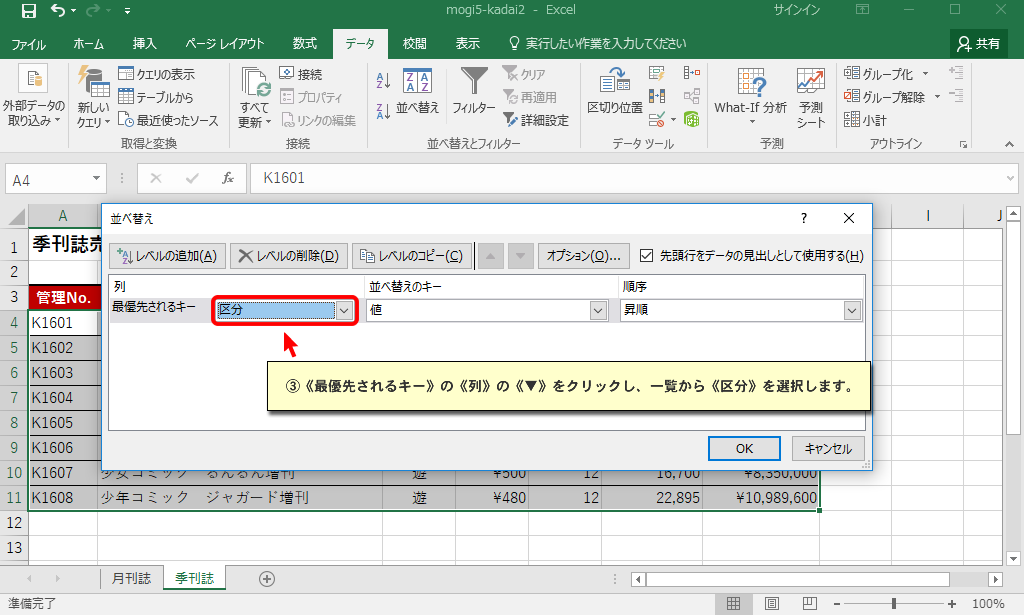 mogi5-kadai2 - Excel
サインイン
ファイル ホーム 挿入 ページ レイアウト 数式 データ 校閲 表示 実行したい作業を入力してください 共有
外部データの取り込み
新しいクエリ
クエリの表示
テーブルから
最近使ったソース
取得と変換
すべて更新
接続
プロパティ
リンクの編集
接続
並べ替え
フィルター
クリア
再適用
詳細設定
並べ替えとフィルター
区切り位置
データ ツール
What-If 分析
予測シート
予測
グループ化
グループ解除
小計
アウトライン
A4
K1601
A I J
1 季刊誌売
2
3 管理No.
4 K1601
5 K1602
6 K1603
7 K1604
8 K1605
9 K1606
並べ替え
レベルの追加(A) レベルの削除(D) レベルのコピー(C) オプション(O)... 先頭行をデータの見出しとして使用する(H)
列 並べ替えのキー 順序
最優先されるキー 区分 値 昇順
③《最優先されるキー》の《列》の《▼》をクリックし、一覧から《区分》を選択します。
OK キャンセル
10 K1607 少女コミック るんるん増刊 遊 ¥500 12 16,700 ¥8,350,000
11 K1608 少年コミック ジャガード増刊 遊 ¥480 12 22,895 ¥10,989,600
12
13
月刊誌 季刊誌
準備完了 100%